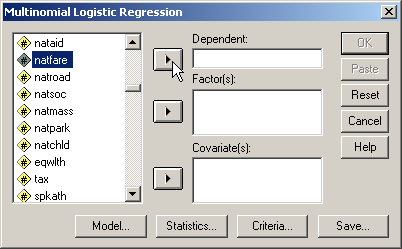 Multinomial Logistic Regression
# nataid
# natfare
# natroad
# natsoc
# natmass
# natpark
# natchld
# eqwlth
# tax
# spkath
Dependent:
Factor(s):
Covariate(s):
OK
Paste
Reset
Cancel
Help
Model...
Statistics...
Criteria...
Save...